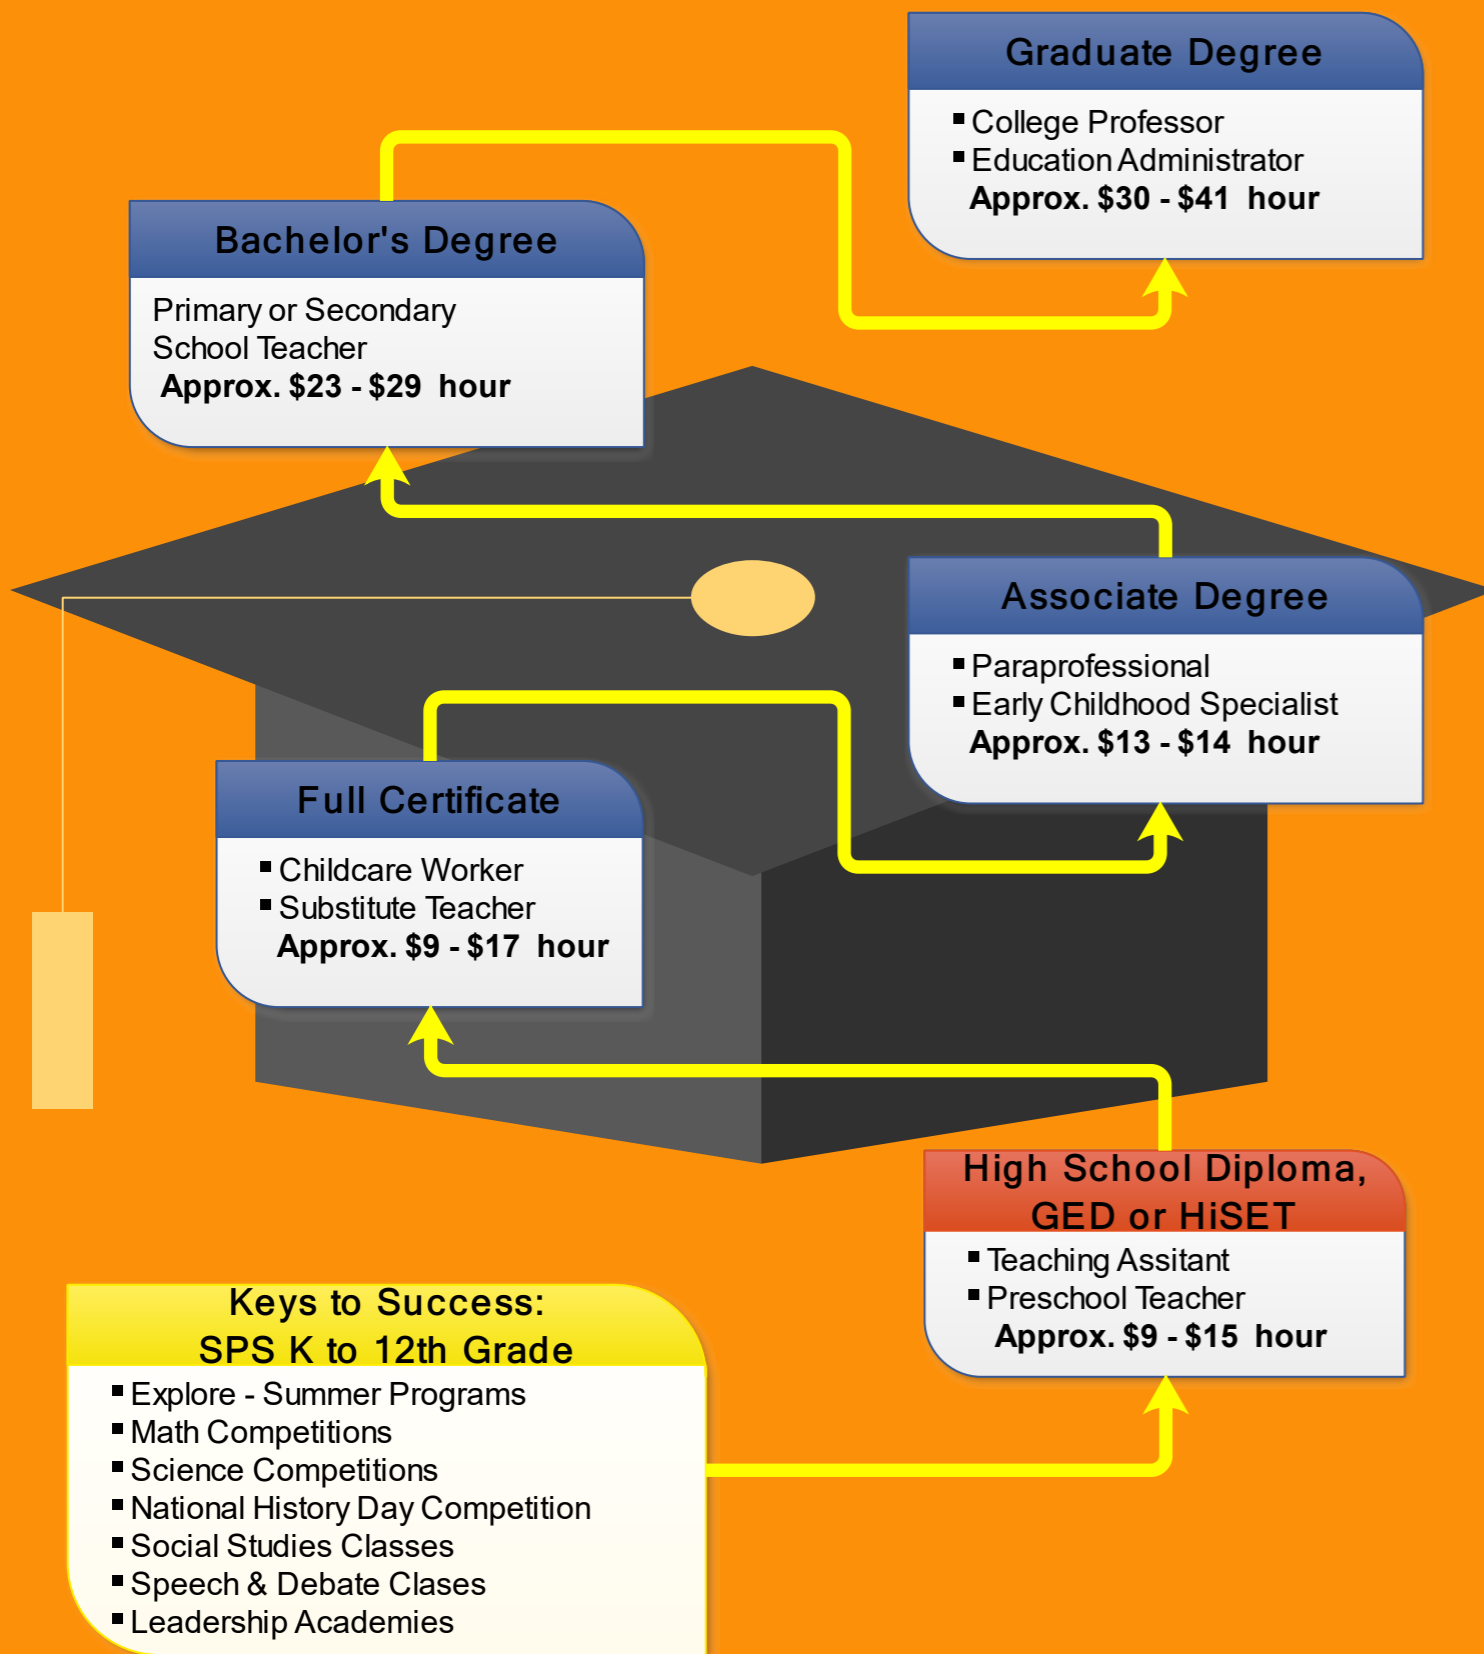 Graduate Degree
▪ College Professor
▪ Education Administrator
Approx. $30 - $41 hour
Bachelor's Degree
Primary or Secondary
School Teacher
Approx. $23 - $29 hour
Associate Degree
▪ Paraprofessional
▪ Early Childhood Specialist
Approx. $13 - $14 hour
Full Certificate
▪ Childcare Worker
▪ Substitute Teacher
Approx. $9 - $17 hour
High School Diploma,
GED or HiSET
▪ Teaching Assitant
▪ Preschool Teacher
Approx. $9 - $15 hour
Keys to Success:
SPS K to 12th Grade
▪ Explore - Summer Programs
▪ Math Competitions
▪ Science Competitions
▪ National History Day Competition
▪ Social Studies Classes
▪ Speech & Debate Clases
▪ Leadership Academies